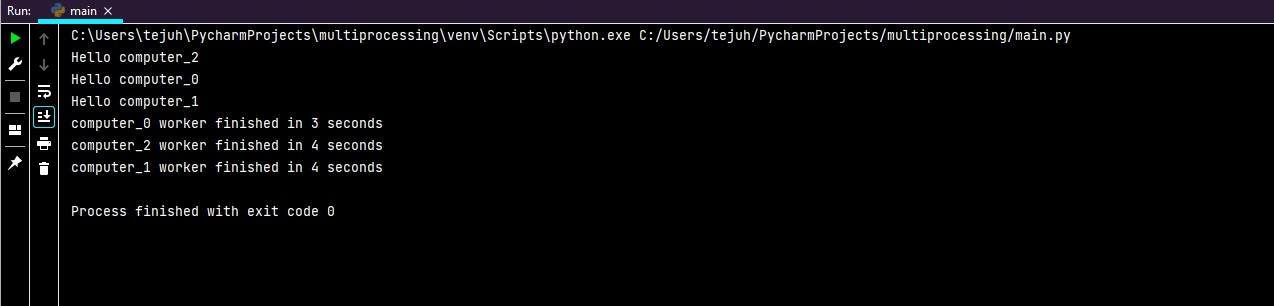 Run: main
C:\Users\tejuh\PycharmProjects\multiprocessing\venv\Scripts\python.exe C:/Users/tejuh/PycharmProjects/multiprocessing/main.py
Hello computer_2
Hello computer_0
Hello computer_1
computer_0 worker finished in 3 seconds
computer_2 worker finished in 4 seconds
computer_1 worker finished in 4 seconds
Process finished with exit code 0